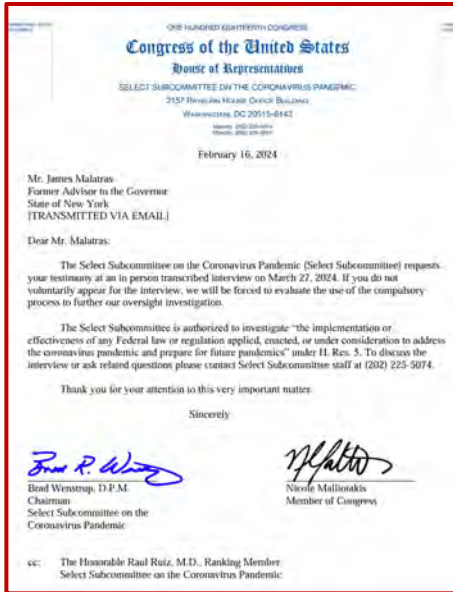 ONE HUNDRED EIGHTEENTH CONGRESS
Congress of the United States
House of Representatives
SELECT SUBCOMMITTEE ON THE CORONAVIRUS PANDEMIC
2157 RAYBURN HOUSE OFFICE BUILDING
WASHINGTON, DC 20515-6143
February 16, 2024
Mr. James Malatras
Former Advisor to the Governor
State of New York
[TRANSMITTED VIA EMAIL]
Dear Mr. Malatras:
The Select Subcommittee on the Coronavirus Pandemic (Select Subcommittee) requests
your testimony at an in person transcribed interview on March 27, 2024. If you do not
voluntarily appear for the interview, we will be forced to evaluate the use of the compulsory
process to further our oversight investigation.
The Select Subcommittee is authorized to investigate “the implementation or
effectiveness of any Federal law or regulation applied, enacted, or under consideration to address
the coronavirus pandemic and prepare for future pandemics” under H. Res. 5. To discuss the
interview or ask related questions please contact Select Subcommittee staff at (202) 225-5074.
Thank you for your attention to this very important matter.
Sincerely
Brad R. Wenstrup
Brad Wenstrup, D.P.M.
Chairman
Select Subcommittee on the
Coronavirus Pandemic
Nicole Malliotakis
Member of Congress
cc: The Honorable Raul Ruiz, M.D., Ranking Member
Select Subcommittee on the Coronavirus Pandemic